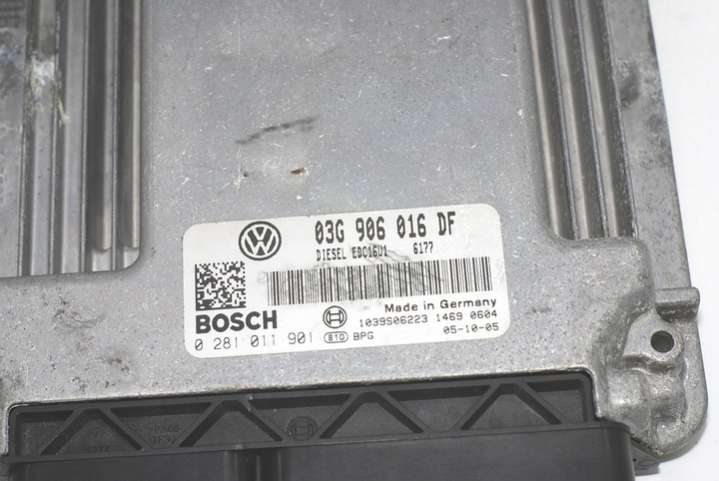 03G 906 016 DF
DIESEL EDC16U1 6177
Made in Germany
BOSCH
1039S06223 1469 0604
0 281 011 901 E10 BPG 05-10-05